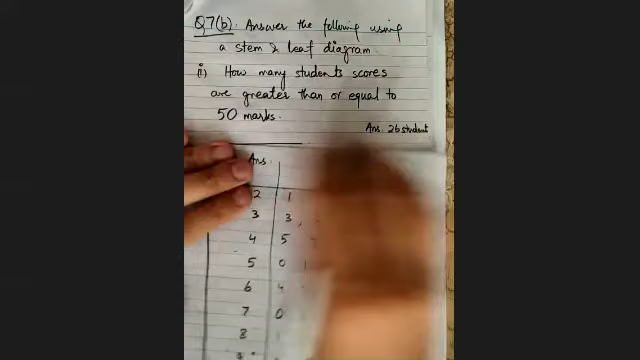 Q7(b). Answer the following using
a stem & leaf diagram.
(i) How many students scores
are greater than or equal to
50 marks.
Ans. 26 student
Ans.
2 1
3 3,
4 5
5 0 1
6 4
7 0
8